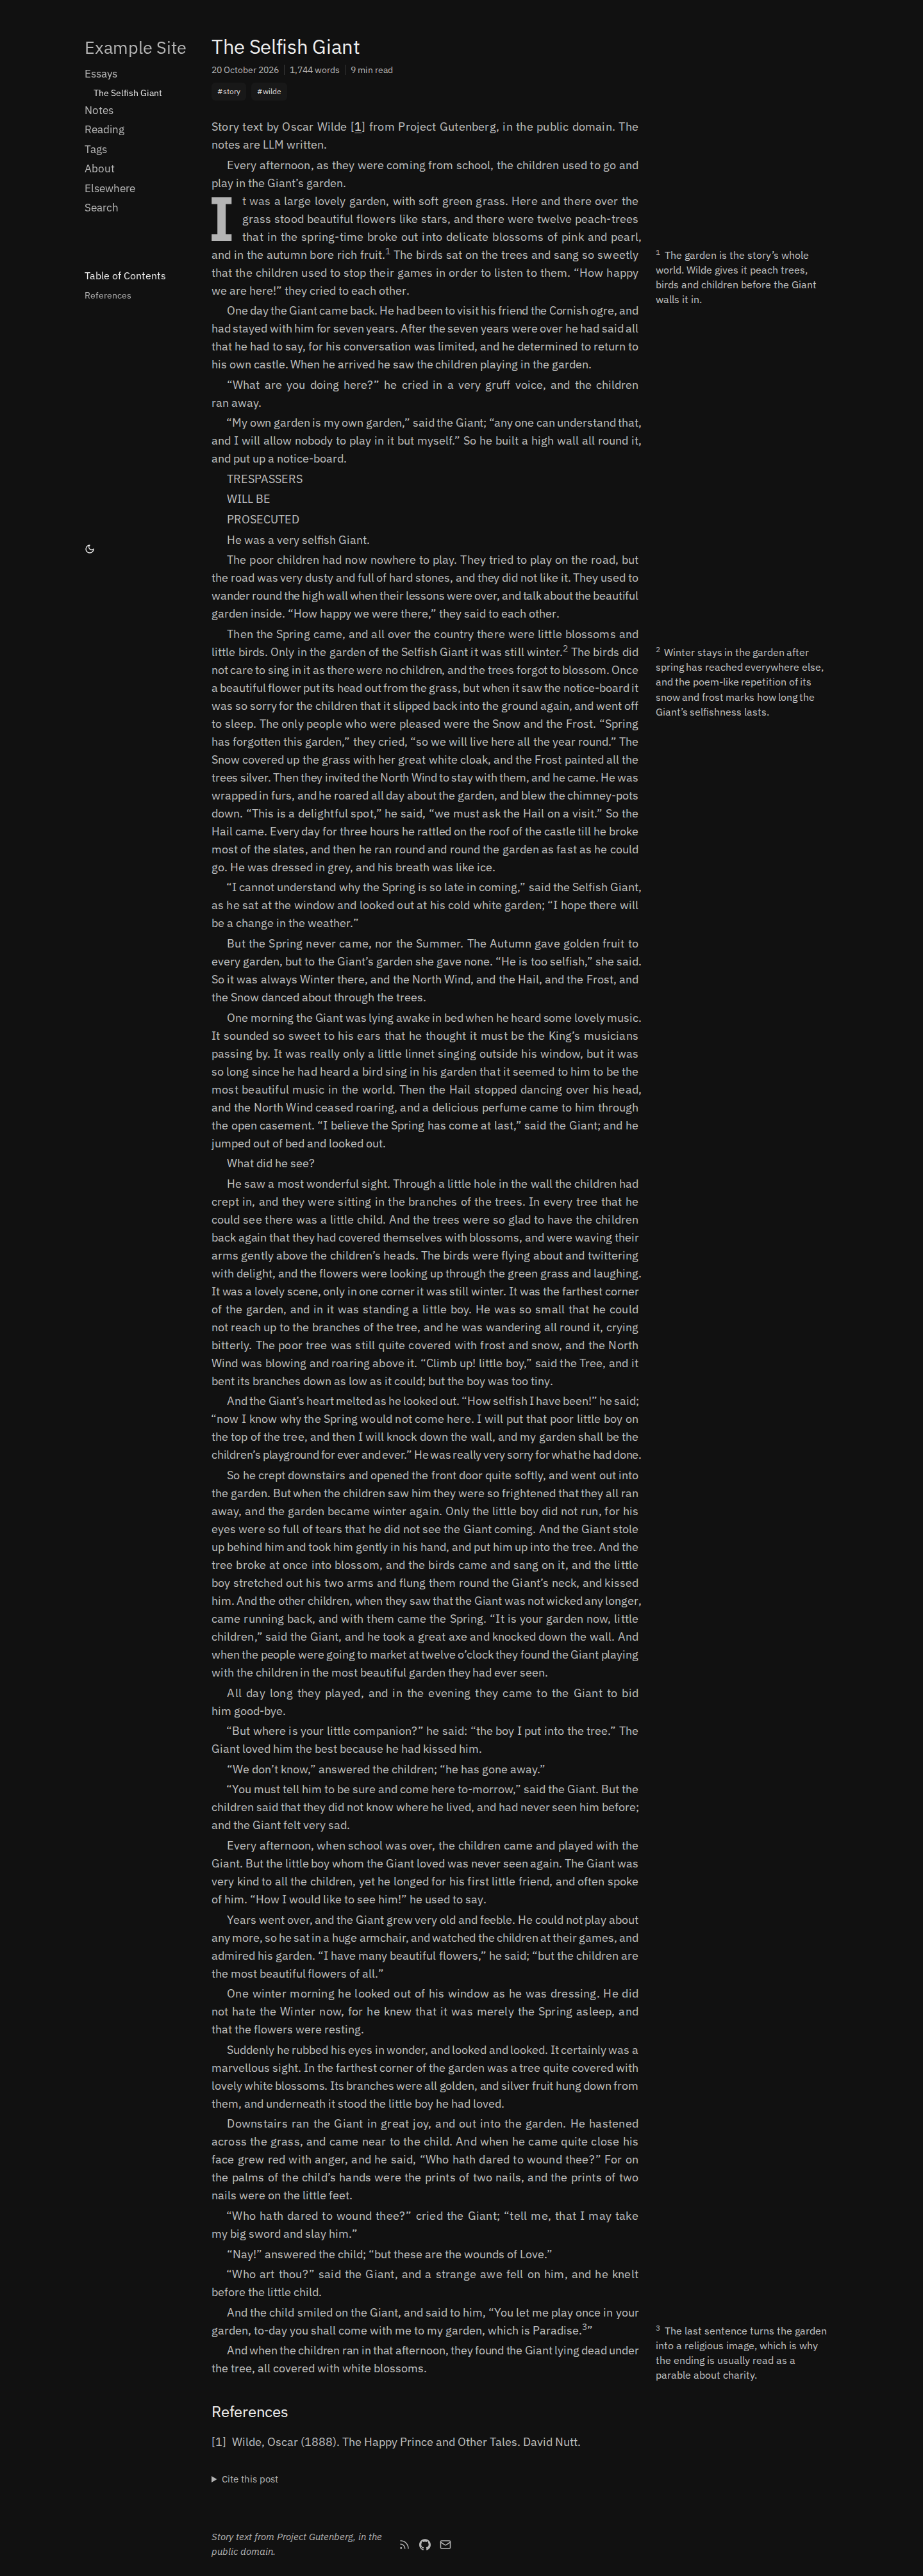 Example Site
Essays
The Selfish Giant
Notes
Reading
Tags
About
Elsewhere
Search
Table of Contents
References
The Selfish Giant
20 October 2026 | 1,744 words | 9 min read
#story #wilde
Story text by Oscar Wilde [1] from Project Gutenberg, in the public domain. The
notes are LLM written.
Every afternoon, as they were coming from school, the children used to go and
play in the Giant’s garden.
It was a large lovely garden, with soft green grass. Here and there over the
grass stood beautiful flowers like stars, and there were twelve peach-trees
that in the spring-time broke out into delicate blossoms of pink and pearl,
and in the autumn bore rich fruit.1 The birds sat on the trees and sang so sweetly
that the children used to stop their games in order to listen to them. “How happy
we are here!” they cried to each other.
1 The garden is the story’s whole
world. Wilde gives it peach trees,
birds and children before the Giant
walls it in.
One day the Giant came back. He had been to visit his friend the Cornish ogre, and
had stayed with him for seven years. After the seven years were over he had said all
that he had to say, for his conversation was limited, and he determined to return to
his own castle. When he arrived he saw the children playing in the garden.
“What are you doing here?” he cried in a very gruff voice, and the children
ran away.
“My own garden is my own garden,” said the Giant; “any one can understand that,
and I will allow nobody to play in it but myself.” So he built a high wall all round it,
and put up a notice-board.
TRESPASSERS
WILL BE
PROSECUTED
He was a very selfish Giant.
The poor children had now nowhere to play. They tried to play on the road, but
the road was very dusty and full of hard stones, and they did not like it. They used to
wander round the high wall when their lessons were over, and talk about the beautiful
garden inside. “How happy we were there,” they said to each other.
Then the Spring came, and all over the country there were little blossoms and
little birds. Only in the garden of the Selfish Giant it was still winter.2 The birds did
not care to sing in it as there were no children, and the trees forgot to blossom. Once
a beautiful flower put its head out from the grass, but when it saw the notice-board it
was so sorry for the children that it slipped back into the ground again, and went off
to sleep. The only people who were pleased were the Snow and the Frost. “Spring
has forgotten this garden,” they cried, “so we will live here all the year round.” The
Snow covered up the grass with her great white cloak, and the Frost painted all the
trees silver. Then they invited the North Wind to stay with them, and he came. He was
wrapped in furs, and he roared all day about the garden, and blew the chimney-pots
down. “This is a delightful spot,” he said, “we must ask the Hail on a visit.” So the
Hail came. Every day for three hours he rattled on the roof of the castle till he broke
most of the slates, and then he ran round and round the garden as fast as he could
go. He was dressed in grey, and his breath was like ice.
2 Winter stays in the garden after
spring has reached everywhere else,
and the poem-like repetition of its
snow and frost marks how long the
Giant’s selfishness lasts.
“I cannot understand why the Spring is so late in coming,” said the Selfish Giant,
as he sat at the window and looked out at his cold white garden; “I hope there will
be a change in the weather.”
But the Spring never came, nor the Summer. The Autumn gave golden fruit to
every garden, but to the Giant’s garden she gave none. “He is too selfish,” she said.
So it was always Winter there, and the North Wind, and the Hail, and the Frost, and
the Snow danced about through the trees.
One morning the Giant was lying awake in bed when he heard some lovely music.
It sounded so sweet to his ears that he thought it must be the King’s musicians
passing by. It was really only a little linnet singing outside his window, but it was
so long since he had heard a bird sing in his garden that it seemed to him to be the
most beautiful music in the world. Then the Hail stopped dancing over his head,
and the North Wind ceased roaring, and a delicious perfume came to him through
the open casement. “I believe the Spring has come at last,” said the Giant; and he
jumped out of bed and looked out.
What did he see?
He saw a most wonderful sight. Through a little hole in the wall the children had
crept in, and they were sitting in the branches of the trees. In every tree that he
could see there was a little child. And the trees were so glad to have the children
back again that they had covered themselves with blossoms, and were waving their
arms gently above the children’s heads. The birds were flying about and twittering
with delight, and the flowers were looking up through the green grass and laughing.
It was a lovely scene, only in one corner it was still winter. It was the farthest corner
of the garden, and in it was standing a little boy. He was so small that he could
not reach up to the branches of the tree, and he was wandering all round it, crying
bitterly. The poor tree was still quite covered with frost and snow, and the North
Wind was blowing and roaring above it. “Climb up! little boy,” said the Tree, and it
bent its branches down as low as it could; but the boy was too tiny.
And the Giant’s heart melted as he looked out. “How selfish I have been!” he said;
“now I know why the Spring would not come here. I will put that poor little boy on
the top of the tree, and then I will knock down the wall, and my garden shall be the
children’s playground for ever and ever.” He was really very sorry for what he had done.
So he crept downstairs and opened the front door quite softly, and went out into
the garden. But when the children saw him they were so frightened that they all ran
away, and the garden became winter again. Only the little boy did not run, for his
eyes were so full of tears that he did not see the Giant coming. And the Giant stole
up behind him and took him gently in his hand, and put him up into the tree. And the
tree broke at once into blossom, and the birds came and sang on it, and the little
boy stretched out his two arms and flung them round the Giant’s neck, and kissed
him. And the other children, when they saw that the Giant was not wicked any longer,
came running back, and with them came the Spring. “It is your garden now, little
children,” said the Giant, and he took a great axe and knocked down the wall. And
when the people were going to market at twelve o’clock they found the Giant playing
with the children in the most beautiful garden they had ever seen.
All day long they played, and in the evening they came to the Giant to bid
him good-bye.
“But where is your little companion?” he said: “the boy I put into the tree.” The
Giant loved him the best because he had kissed him.
“We don’t know,” answered the children; “he has gone away.”
“You must tell him to be sure and come here to-morrow,” said the Giant. But the
children said that they did not know where he lived, and had never seen him before;
and the Giant felt very sad.
Every afternoon, when school was over, the children came and played with the
Giant. But the little boy whom the Giant loved was never seen again. The Giant was
very kind to all the children, yet he longed for his first little friend, and often spoke
of him. “How I would like to see him!” he used to say.
Years went over, and the Giant grew very old and feeble. He could not play about
any more, so he sat in a huge armchair, and watched the children at their games, and
admired his garden. “I have many beautiful flowers,” he said; “but the children are
the most beautiful flowers of all.”
One winter morning he looked out of his window as he was dressing. He did
not hate the Winter now, for he knew that it was merely the Spring asleep, and
that the flowers were resting.
Suddenly he rubbed his eyes in wonder, and looked and looked. It certainly was a
marvellous sight. In the farthest corner of the garden was a tree quite covered with
lovely white blossoms. Its branches were all golden, and silver fruit hung down from
them, and underneath it stood the little boy he had loved.
Downstairs ran the Giant in great joy, and out into the garden. He hastened
across the grass, and came near to the child. And when he came quite close his
face grew red with anger, and he said, “Who hath dared to wound thee?” For on
the palms of the child’s hands were the prints of two nails, and the prints of two
nails were on the little feet.
“Who hath dared to wound thee?” cried the Giant; “tell me, that I may take
my big sword and slay him.”
“Nay!” answered the child; “but these are the wounds of Love.”
“Who art thou?” said the Giant, and a strange awe fell on him, and he knelt
before the little child.
And the child smiled on the Giant, and said to him, “You let me play once in your
garden, to-day you shall come with me to my garden, which is Paradise.3”
3 The last sentence turns the garden
into a religious image, which is why
the ending is usually read as a
parable about charity.
And when the children ran in that afternoon, they found the Giant lying dead under
the tree, all covered with white blossoms.
References
[1] Wilde, Oscar (1888). The Happy Prince and Other Tales. David Nutt.
Cite this post
Story text from Project Gutenberg, in the
public domain.